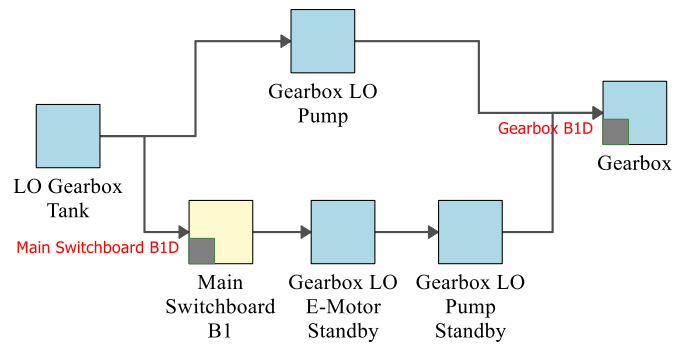 Gearbox LO
Pump
Gearbox B1D
Gearbox
LO Gearbox
Tank
Main Switchboard B1D
Main
Switchboard
B1
Gearbox LO
E-Motor
Standby
Gearbox LO
Pump
Standby